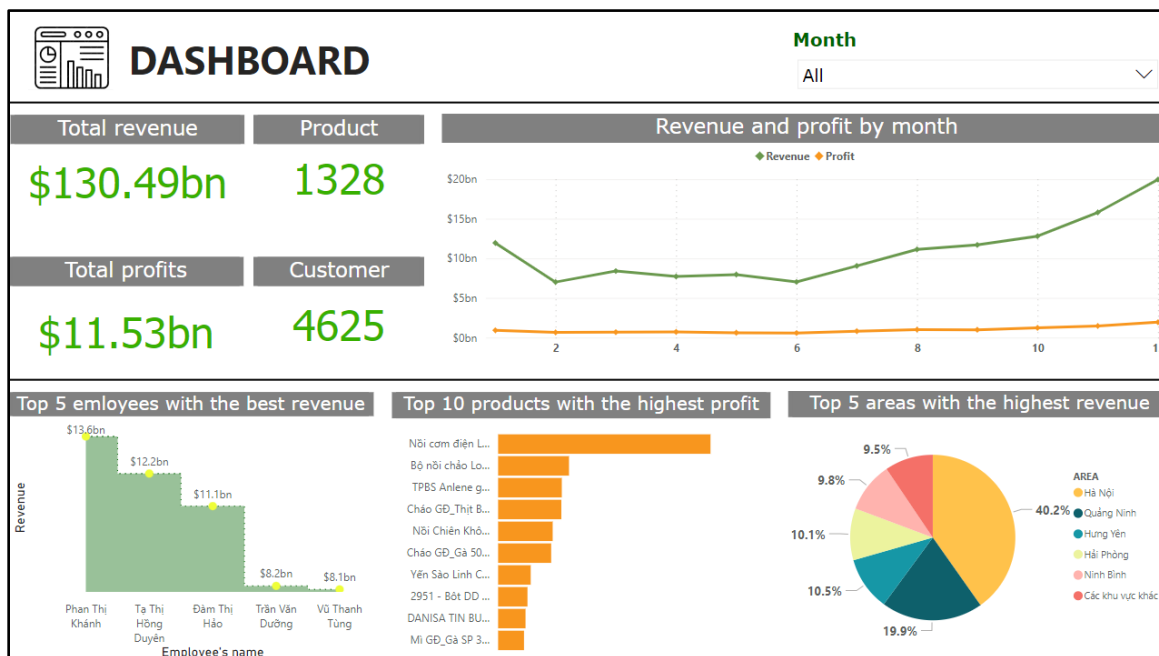 DASHBOARD
Month
All
Total revenue
$130.49bn
Product
1328
Total profits
$11.53bn
Customer
4625
Revenue and profit by month
Revenue Profit
$20bn
$15bn
$10bn
$5bn
$0bn
2 4 6 8 10 1
Top 5 emloyees with the best revenue
Revenue
$13.6bn
$12.2bn
$11.1bn
$8.2bn
$8.1bn
Phan Thị
Khánh
Tạ Thị
Hồng
Duyên
Đàm Thị
Hảo
Trần Văn
Dưỡng
Vũ Thanh
Tùng
Employee's name
Top 10 products with the highest profit
Nồi cơm điện L...
Bộ nồi chảo Lo...
TPBS Anlene g...
Cháo GĐ_Thịt B...
Nồi Chiên Khô...
Cháo GĐ_Gà 50...
Yến Sào Linh C...
2951 - Bột DD ...
DANISA TIN BU...
Mì GĐ_Gà SP 3...
Top 5 areas with the highest revenue
9.5%
9.8%
10.1%
10.5%
19.9%
40.2%
AREA
Hà Nội
Quảng Ninh
Hưng Yên
Hải Phòng
Ninh Bình
Các khu vực khác